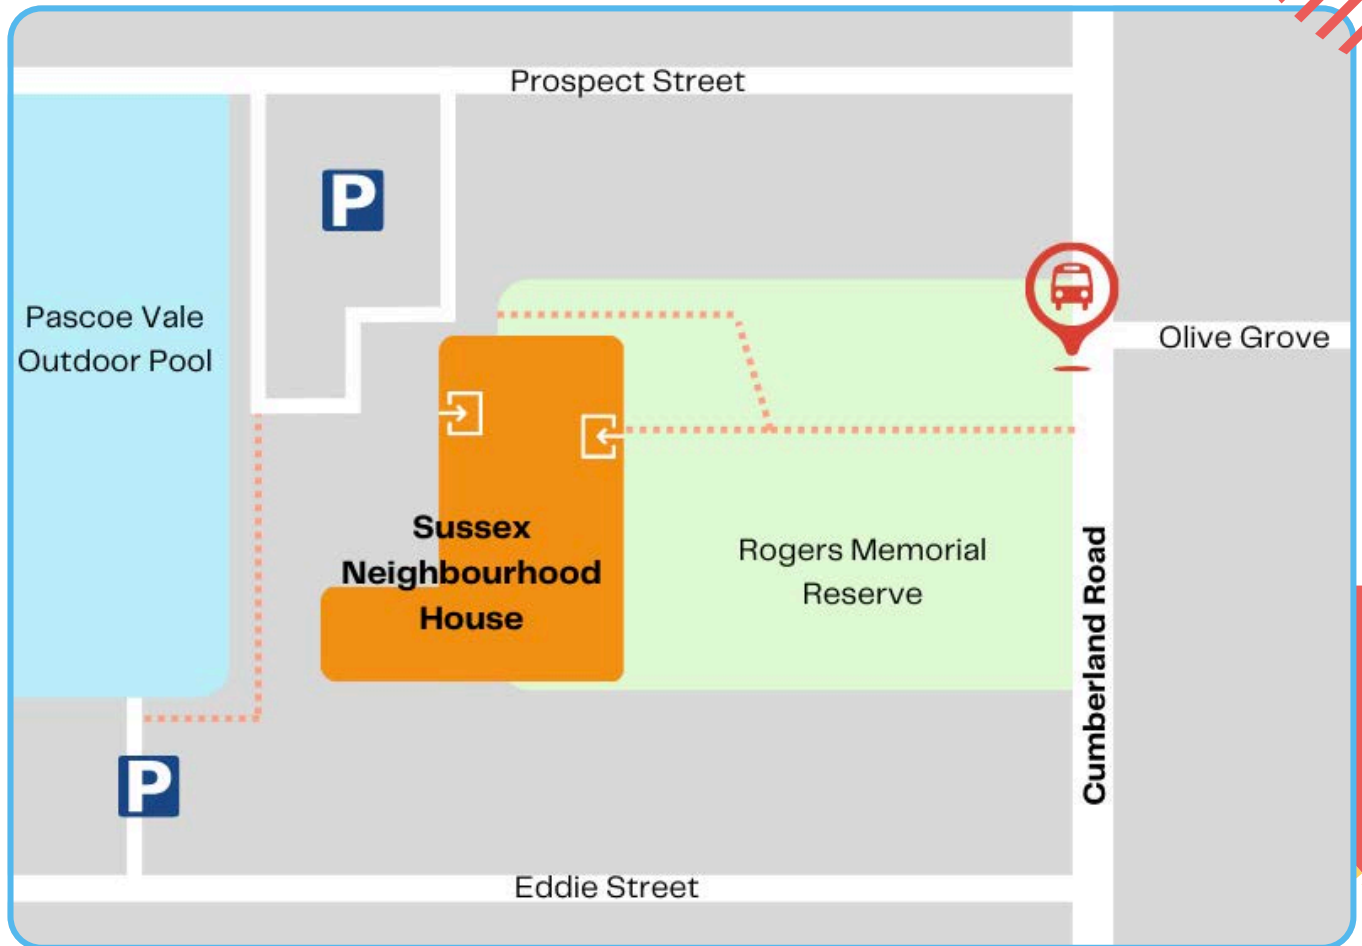 Prospect Street
P
Pascoe Vale
Outdoor Pool
Olive Grove
Sussex
Neighbourhood
House
Rogers Memorial
Reserve
Cumberland Road
P
Eddie Street